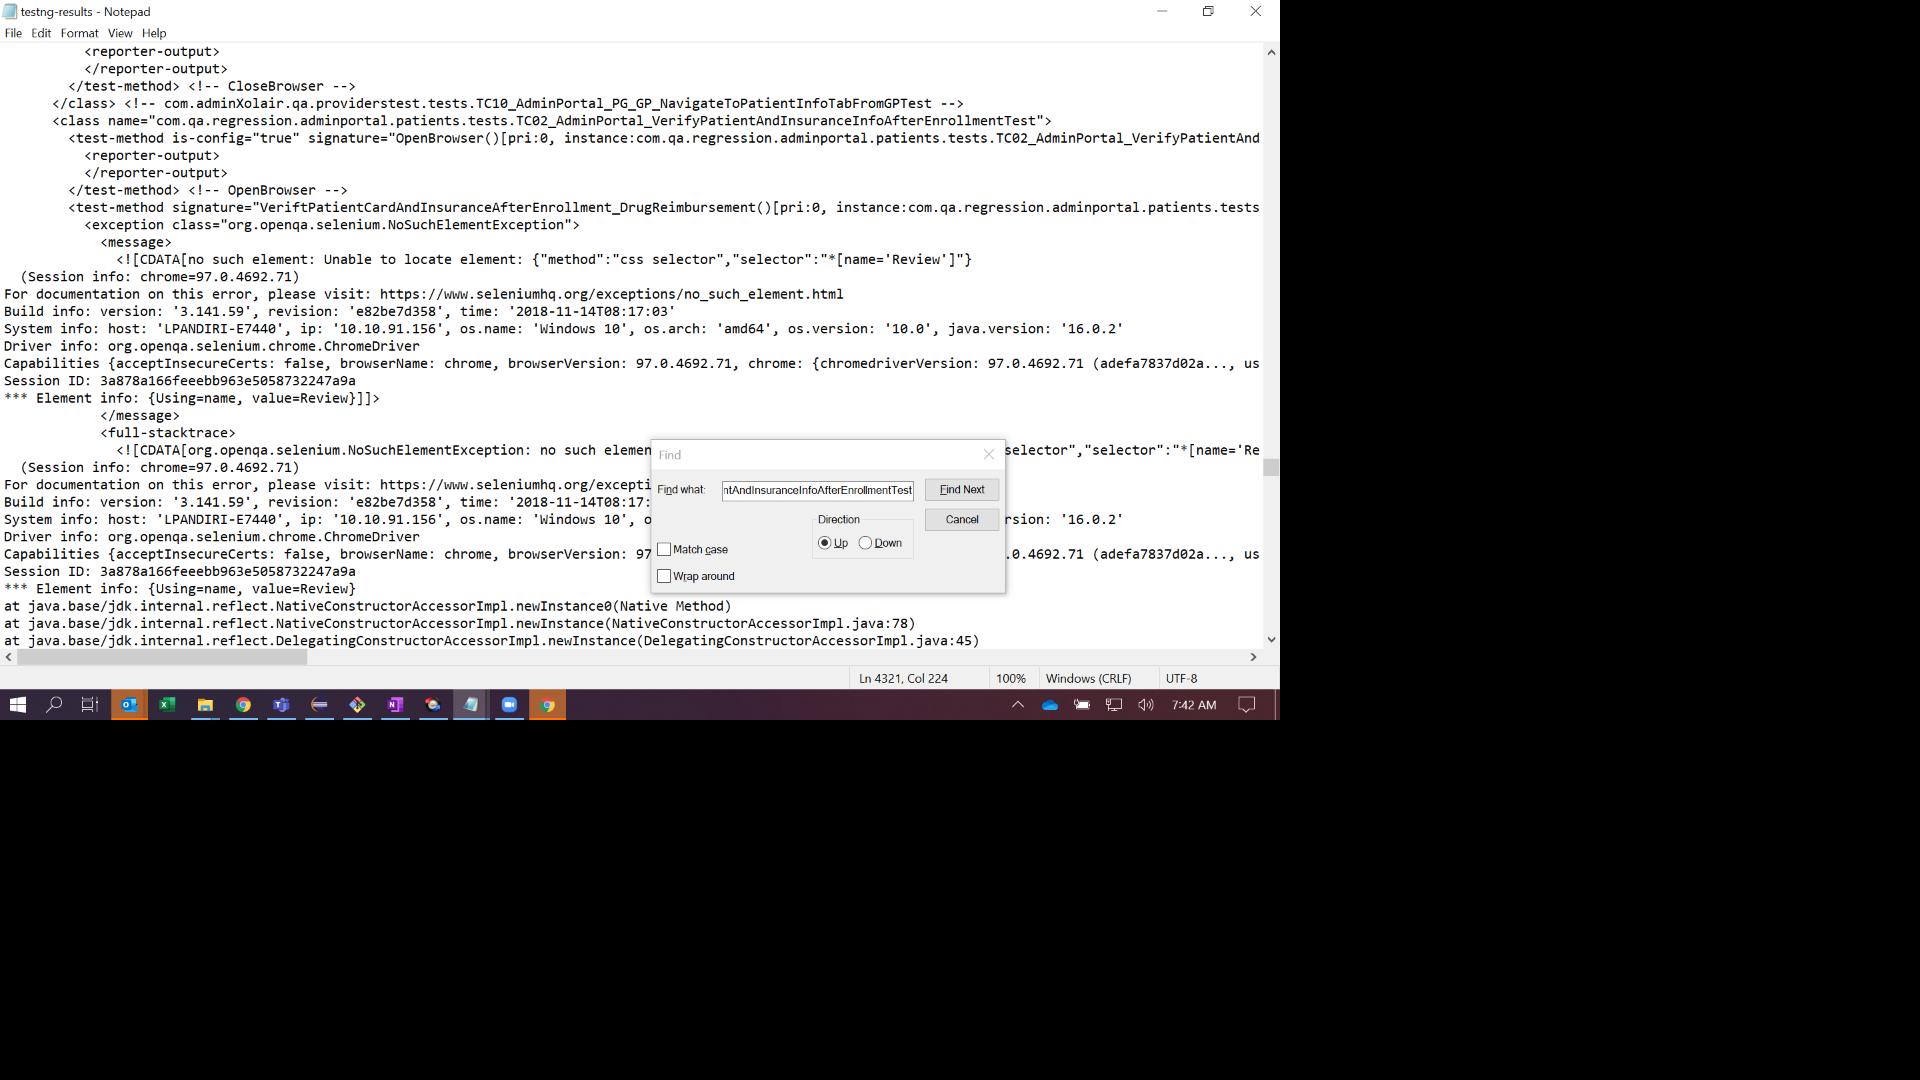 testng-results - Notepad
File Edit Format View Help
<reporter-output>
</reporter-output>
</test-method> <!-- CloseBrowser -->
</class> <!-- com.adminXolair.qa.providerstest.tests.TC10_AdminPortal_PG_GP_NavigateToPatientInfoTabFromGPTest -->
<class name="com.qa.regression.adminportal.patients.tests.TC02_AdminPortal_VerifyPatientAndInsuranceInfoAfterEnrollmentTest">
<test-method is-config="true" signature="OpenBrowser()[pri:0, instance:com.qa.regression.adminportal.patients.tests.TC02_AdminPortal_VerifyPatientAnd
<reporter-output>
</reporter-output>
</test-method> <!-- OpenBrowser -->
<test-method signature="VeriftPatientCardAndInsuranceAfterEnrollment_DrugReimbursement()[pri:0, instance:com.qa.regression.adminportal.patients.tests
<exception class="org.openqa.selenium.NoSuchElementException">
<message>
<![CDATA[no such element: Unable to locate element: {"method":"css selector","selector":"*[name='Review']"}
(Session info: chrome=97.0.4692.71)
For documentation on this error, please visit: https://www.seleniumhq.org/exceptions/no_such_element.html
Build info: version: '3.141.59', revision: 'e82be7d358', time: '2018-11-14T08:17:03'
System info: host: 'LPANDIRI-E7440', ip: '10.10.91.156', os.name: 'Windows 10', os.arch: 'amd64', os.version: '10.0', java.version: '16.0.2'
Driver info: org.openqa.selenium.chrome.ChromeDriver
Capabilities {acceptInsecureCerts: false, browserName: chrome, browserVersion: 97.0.4692.71, chrome: {chromedriverVersion: 97.0.4692.71 (adefa7837d02a..., us
Session ID: 3a878a166feeebb963e5058732247a9a
*** Element info: {Using=name, value=Review}]]>
</message>
<full-stacktrace>
<![CDATA[org.openqa.selenium.NoSuchElementException: no such elemen selector","selector":"*[name='Re
(Session info: chrome=97.0.4692.71)
For documentation on this error, please visit: https://www.seleniumhq.org/excepti
Build info: version: '3.141.59', revision: 'e82be7d358', time: '2018-11-14T08:17:
System info: host: 'LPANDIRI-E7440', ip: '10.10.91.156', os.name: 'Windows 10', o rsion: '16.0.2'
Driver info: org.openqa.selenium.chrome.ChromeDriver
Capabilities {acceptInsecureCerts: false, browserName: chrome, browserVersion: 97 .0.4692.71 (adefa7837d02a..., us
Session ID: 3a878a166feeebb963e5058732247a9a
*** Element info: {Using=name, value=Review}
at java.base/jdk.internal.reflect.NativeConstructorAccessorImpl.newInstance0(Native Method)
at java.base/jdk.internal.reflect.NativeConstructorAccessorImpl.newInstance(NativeConstructorAccessorImpl.java:78)
at java.base/jdk.internal.reflect.DelegatingConstructorAccessorImpl.newInstance(DelegatingConstructorAccessorImpl.java:45)
Find
Find what: ntAndInsuranceInfoAfterEnrollmentTest Find Next
Direction Cancel
Up Down
Match case
Wrap around
Ln 4321, Col 224 100% Windows (CRLF) UTF-8
7:42 AM